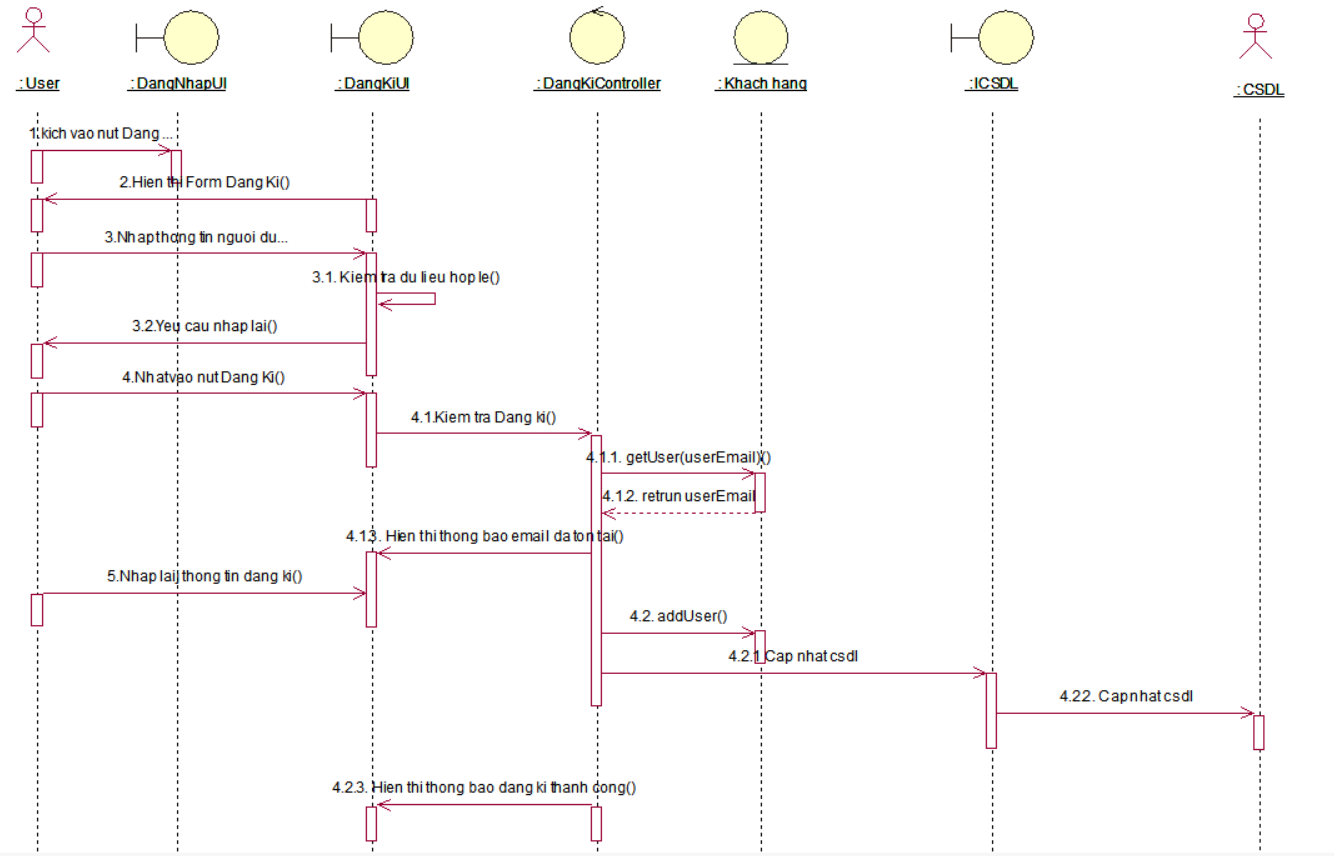 : User
: DangNhapUI
: DangKiUI
: DangKiController
: Khach hang
: ICSDL
: CSDL
1.kich vao nut Dang ...
2.Hien thi Form Dang Ki()
3.Nhap thong tin nguoi du...
3.1. Kiem tra du lieu hop le()
3.2.Yeu cau nhap lai()
4.Nhat vao nut Dang Ki()
4.1.Kiem tra Dang ki()
4.1.1. getUser(userEmail)()
4.1.2. retrun userEmail
4.1.3. Hien thi thong bao email da ton tai()
5.Nhap laij thong tin dang ki()
4.2. addUser()
4.2.1 Cap nhat csdl
4.2.2. Cap nhat csdl
4.2.3. Hien thi thong bao dang ki thanh cong()